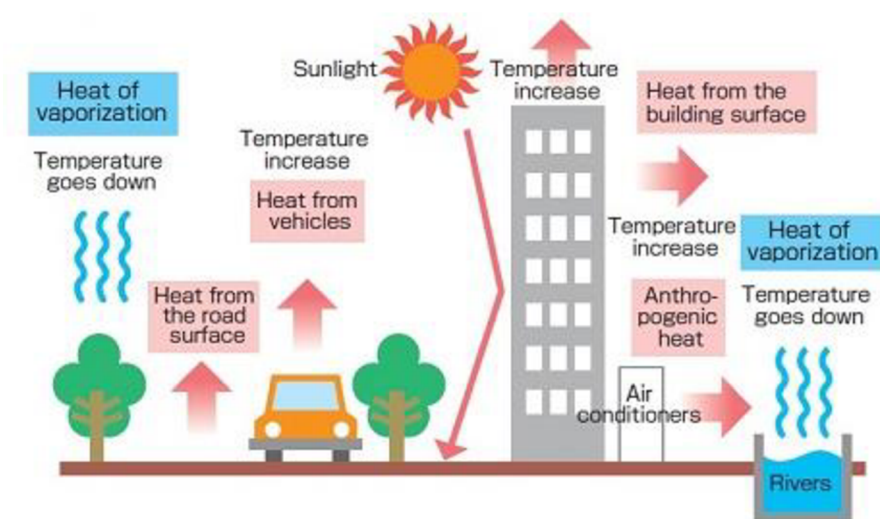 Sunlight
Temperature
increase
Heat of
vaporization
Heat from the
building surface
Temperature
increase
Temperature
goes down
Heat from
vehicles
Temperature
increase
Heat of
vaporization
Heat from
the road
surface
Anthro-
pogenic
heat
Temperature
goes down
Air
conditioners
Rivers